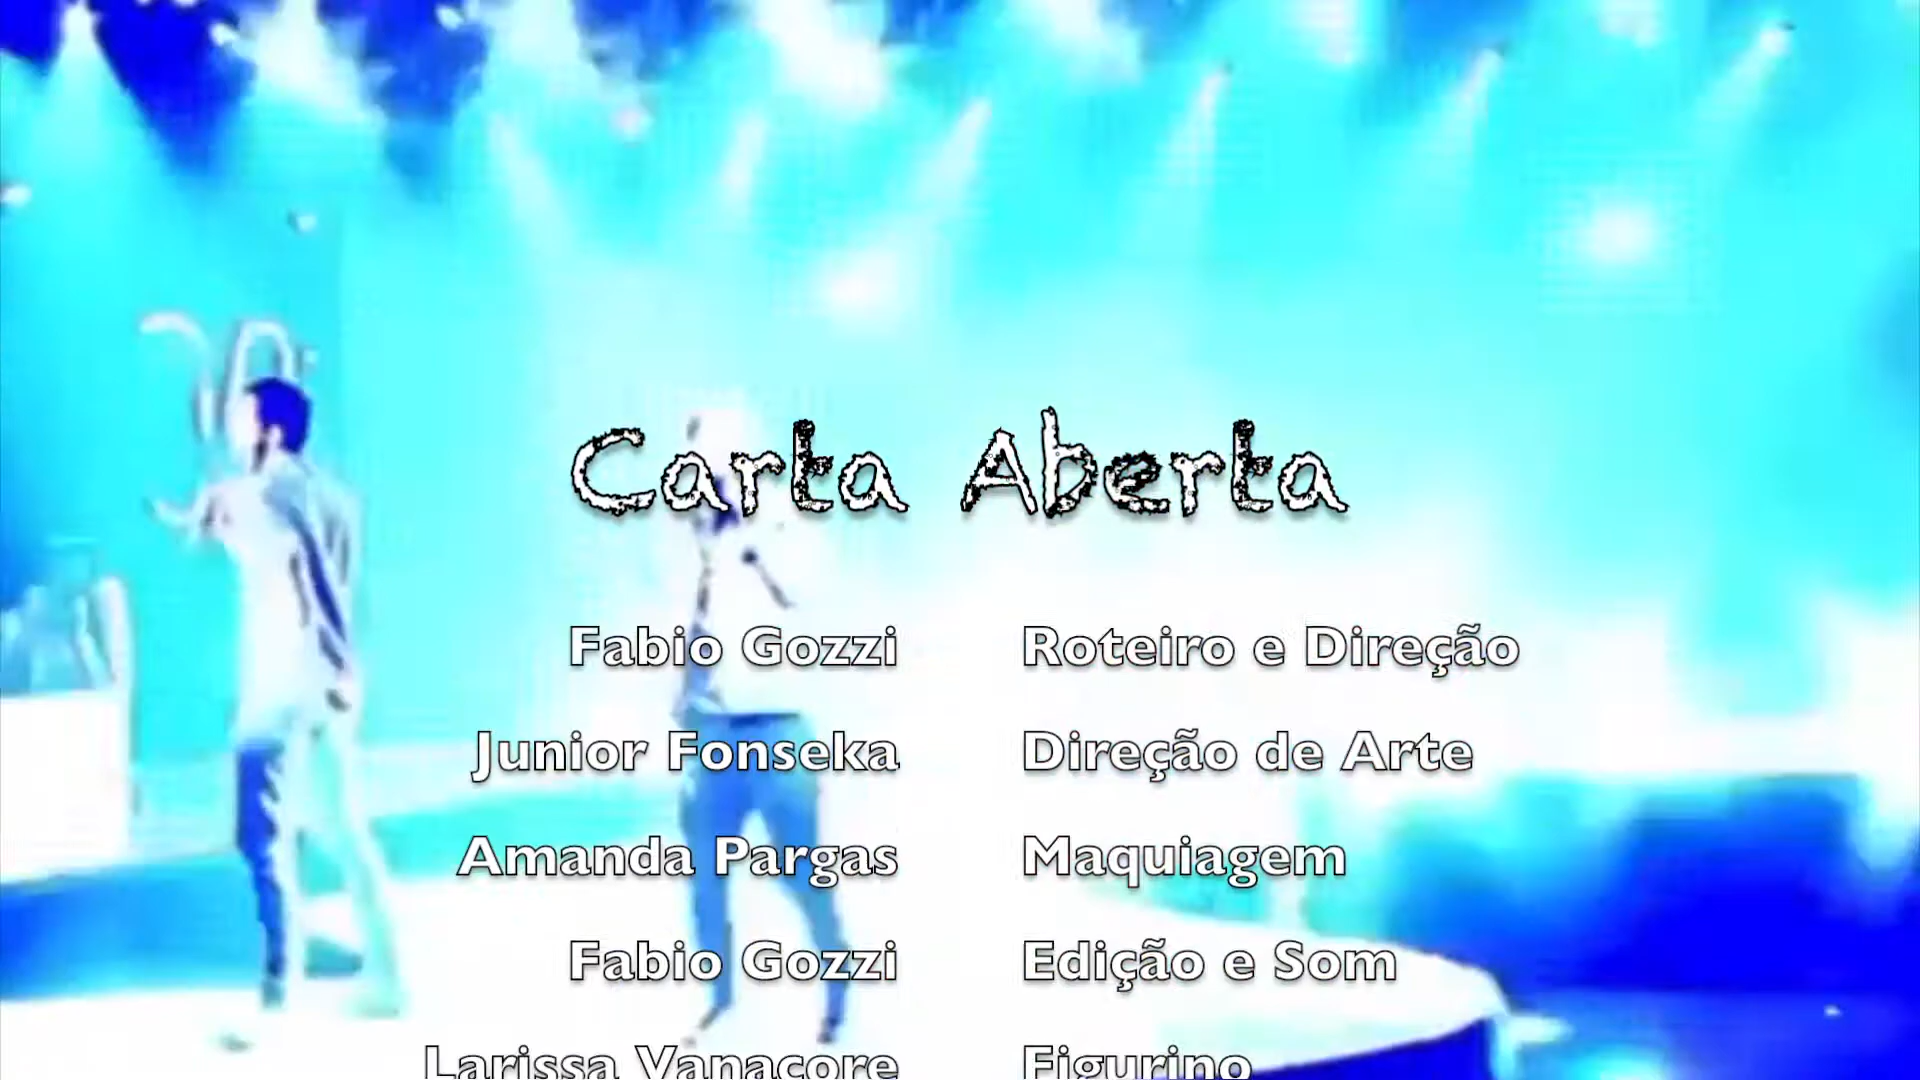 Carta Aberta
Fabio Gozzi Roteiro e Direção
Junior Fonseka Direção de Arte
Amanda Pargas Maquiagem
Fabio Gozzi Edição e Som
Larissa Vanacore Figurino